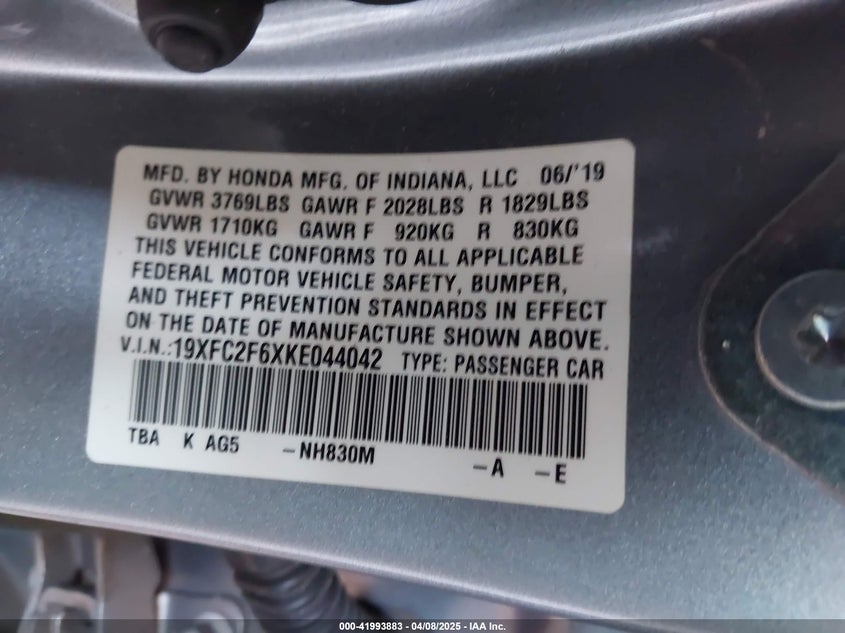 MFD. BY HONDA MFG. OF INDIANA, LLC 06/'19
GVWR 3769LBS GAWR F 2028LBS R 1829LBS
GVWR 1710KG GAWR F 920KG R 830KG
THIS VEHICLE CONFORMS TO ALL APPLICABLE
FEDERAL MOTOR VEHICLE SAFETY, BUMPER,
AND THEFT PREVENTION STANDARDS IN EFFECT
ON THE DATE OF MANUFACTURE SHOWN ABOVE.
V.I.N.:19XFC2F6XKE044042 TYPE: PASSENGER CAR
TBA K AG5 -NH830M -A -E
000-41993883 | 04/08/2025 - IAA Inc.